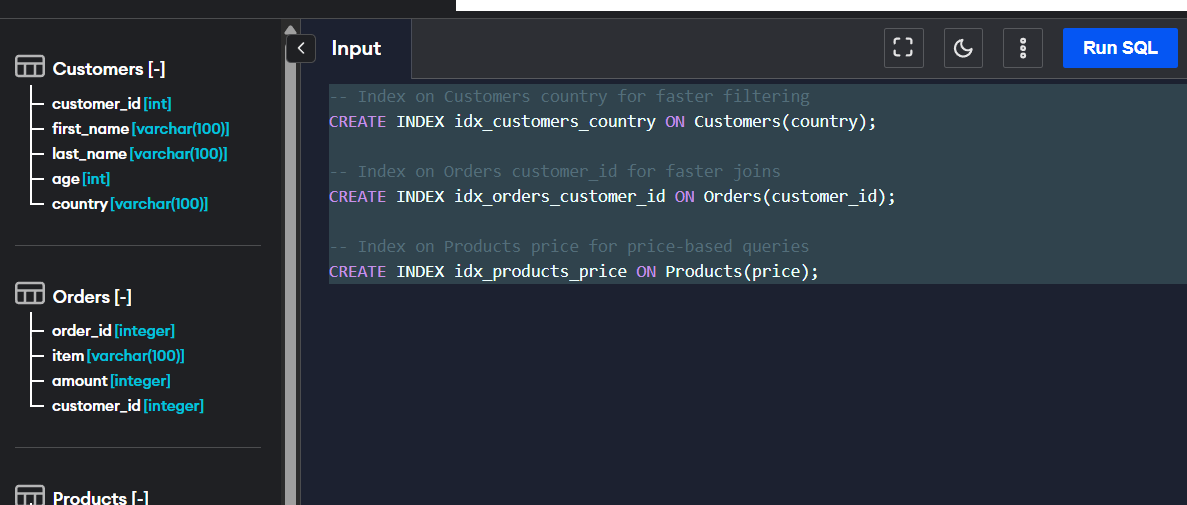 Customers [-]
customer_id [int]
first_name [varchar(100)]
last_name [varchar(100)]
age [int]
country [varchar(100)]
Orders [-]
order_id [integer]
item [varchar(100)]
amount [integer]
customer_id [integer]
Products [-]
Input
Run SQL
-- Index on Customers country for faster filtering
CREATE INDEX idx_customers_country ON Customers(country);
-- Index on Orders customer_id for faster joins
CREATE INDEX idx_orders_customer_id ON Orders(customer_id);
-- Index on Products price for price-based queries
CREATE INDEX idx_products_price ON Products(price);